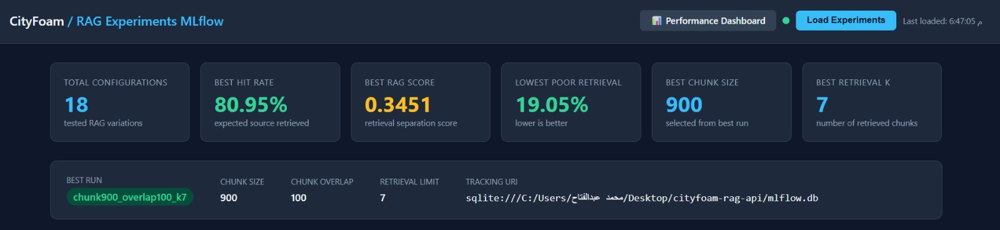 CityFoam / RAG Experiments MLflow
📊 Performance Dashboard
Load Experiments
Last loaded: 6:47:05 م
TOTAL CONFIGURATIONS
18
tested RAG variations
BEST HIT RATE
80.95%
expected source retrieved
BEST RAG SCORE
0.3451
retrieval separation score
LOWEST POOR RETRIEVAL
19.05%
lower is better
BEST CHUNK SIZE
900
selected from best run
BEST RETRIEVAL K
7
number of retrieved chunks
BEST RUN
chunk900_overlap100_k7
CHUNK SIZE
900
CHUNK OVERLAP
100
RETRIEVAL LIMIT
7
TRACKING URI
sqlite:///C:/Users/محمد عبدالفتاح/Desktop/cityfoam-rag-api/mlflow.db